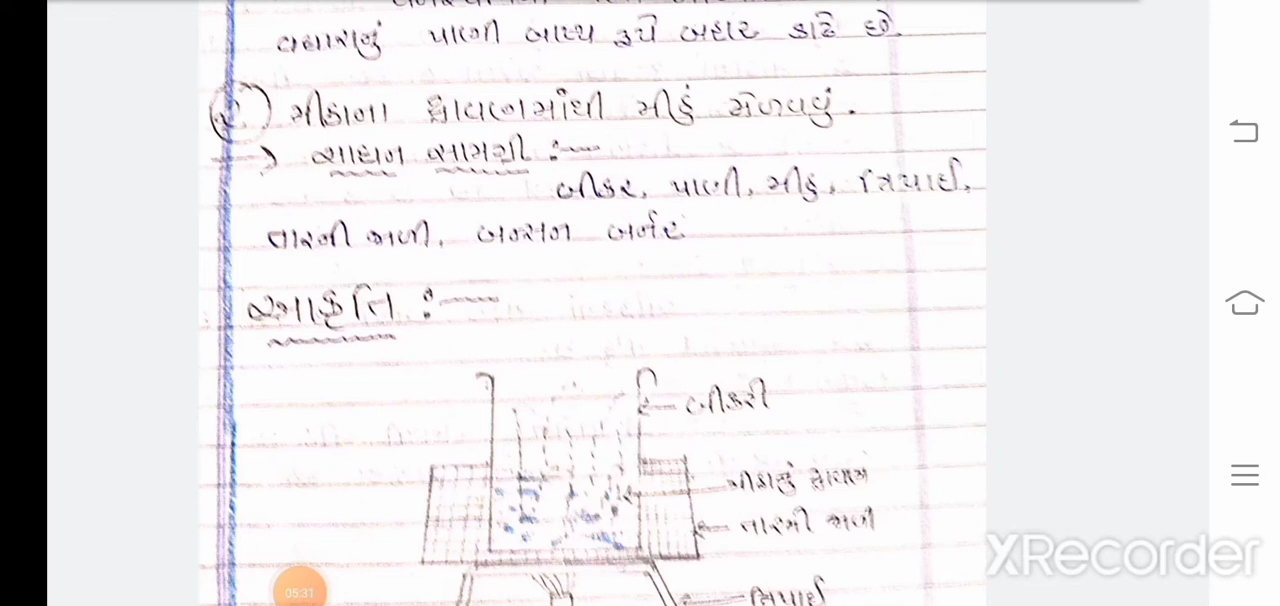 વધારાનું પાણી બાષ્પ રૂપે બહાર કાઢે છે
૨. મીઠાના દ્રાવણમાંથી મીઠું મેળવવું.
→ સાધન સામગ્રી :—
બીકર, પાણી, મીઠુ, ત્રિપાઈ,
તારની જાળી, બન્સન બર્નર
આકૃતિ :—
બીકરી
મીઠાનું દ્રાવણ
તારની જાળી
ત્રિપાઈ
05:31
XRecorder